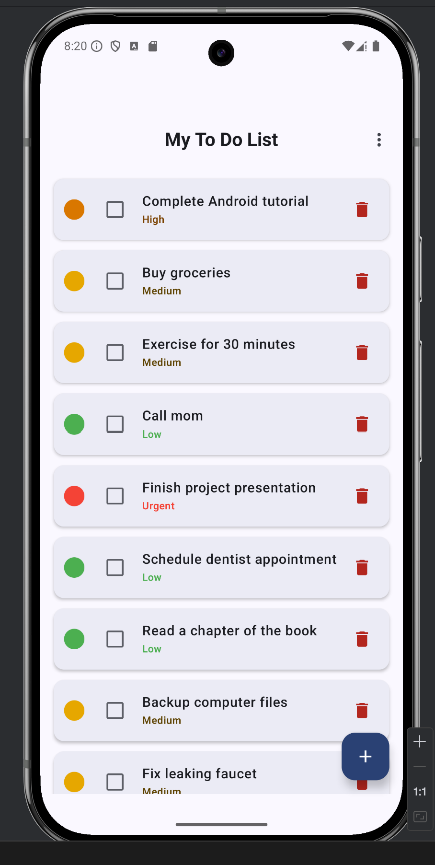 8:20
My To Do List
Complete Android tutorial
High
Buy groceries
Medium
Exercise for 30 minutes
Medium
Call mom
Low
Finish project presentation
Urgent
Schedule dentist appointment
Low
Read a chapter of the book
Low
Backup computer files
Medium
Fix leaking faucet
Medium
1:1